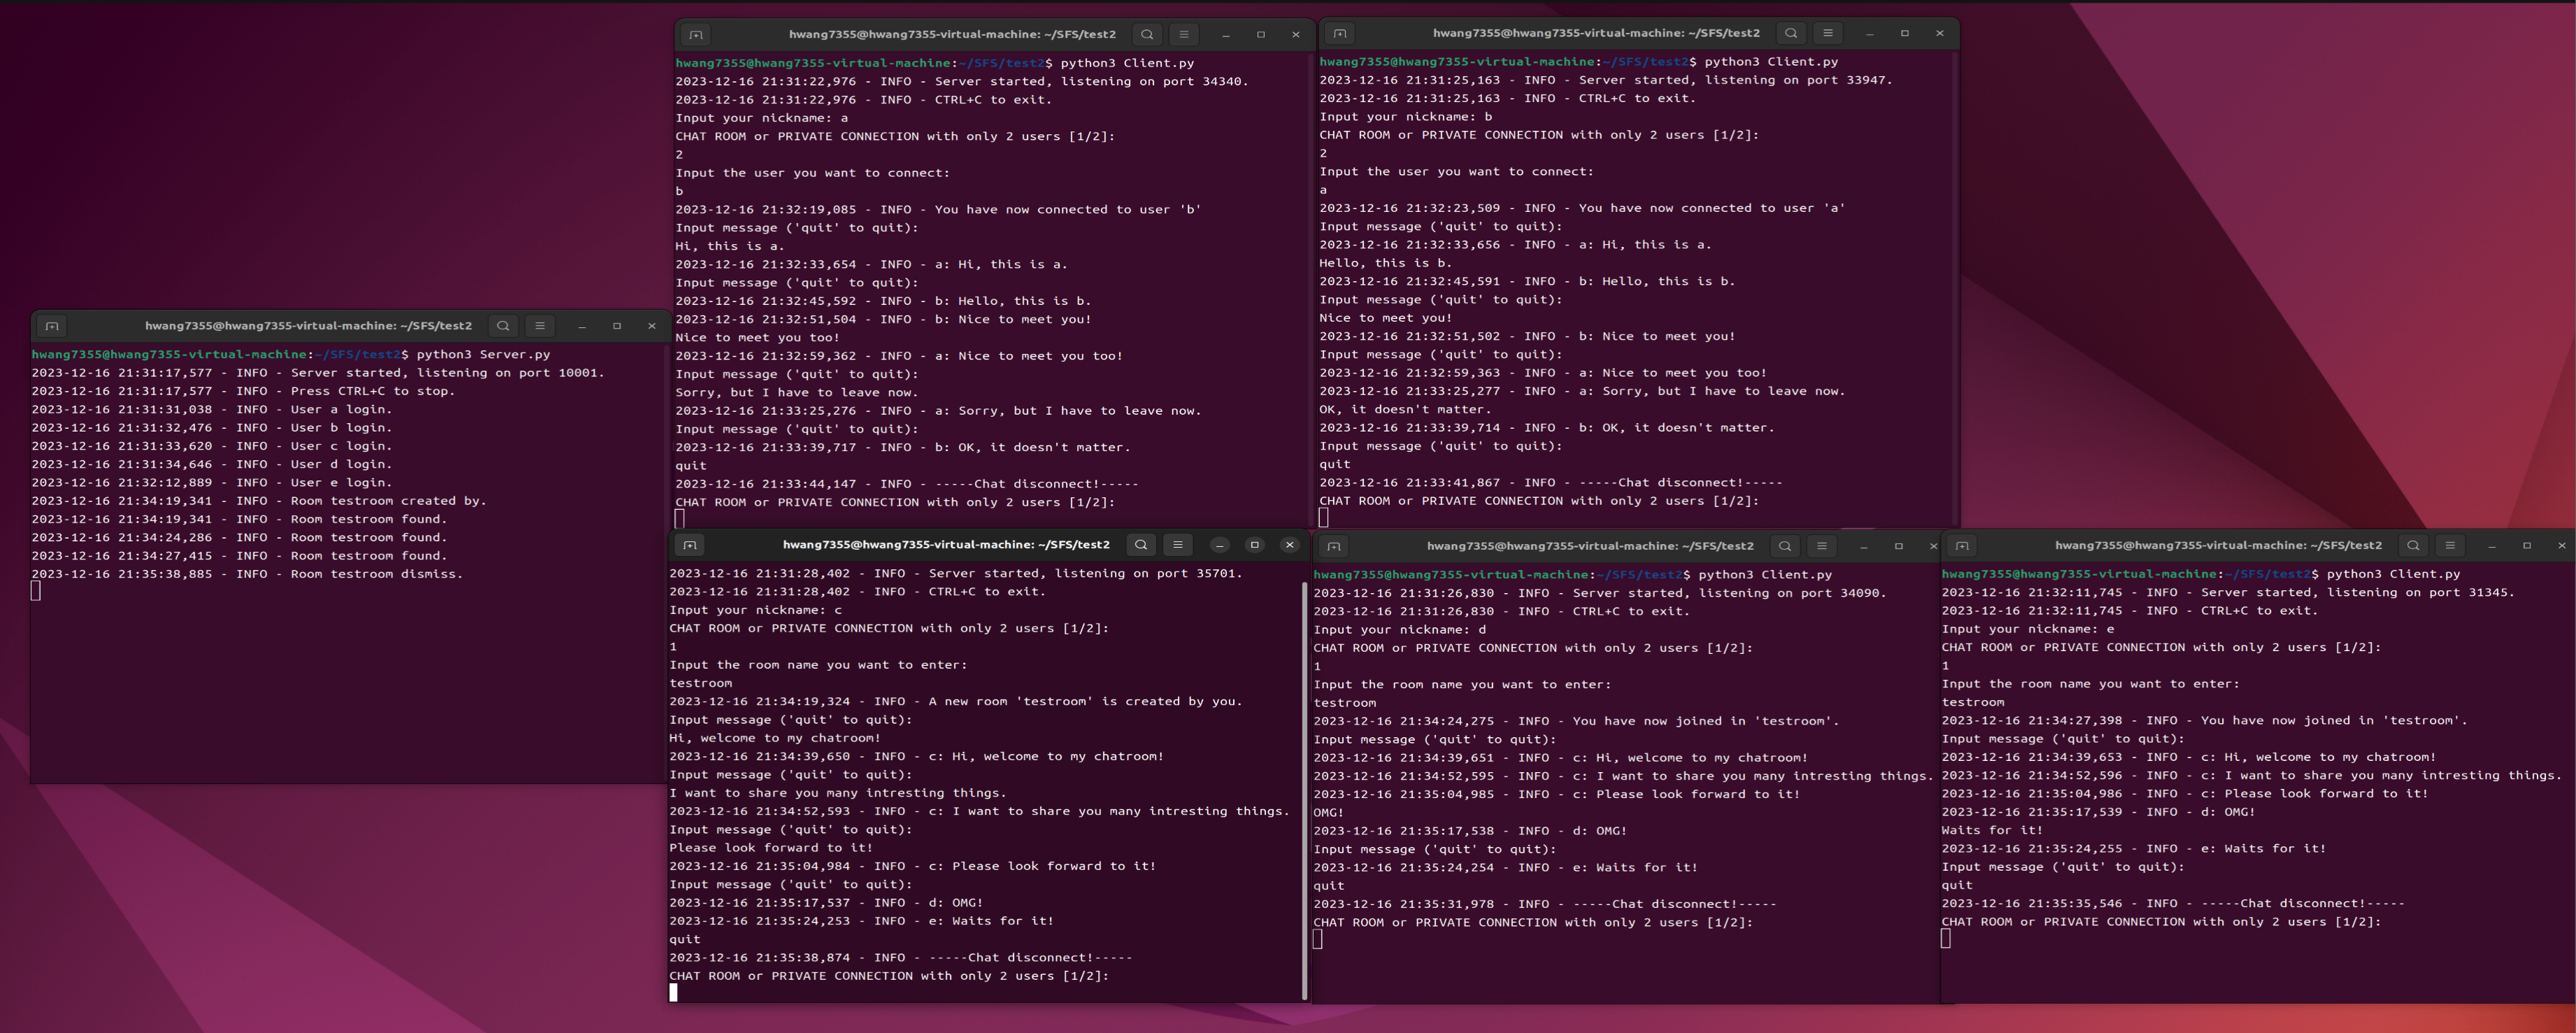 hwang7355@hwang7355-virtual-machine: ~/SFS/test2
hwang7355@hwang7355-virtual-machine:~/SFS/test2$ python3 Server.py
2023-12-16 21:31:17,577 - INFO - Server started, listening on port 10001.
2023-12-16 21:31:17,577 - INFO - Press CTRL+C to stop.
2023-12-16 21:31:31,038 - INFO - User a login.
2023-12-16 21:31:32,476 - INFO - User b login.
2023-12-16 21:31:33,620 - INFO - User c login.
2023-12-16 21:31:34,646 - INFO - User d login.
2023-12-16 21:32:12,889 - INFO - User e login.
2023-12-16 21:34:19,341 - INFO - Room testroom created by.
2023-12-16 21:34:19,341 - INFO - Room testroom found.
2023-12-16 21:34:24,286 - INFO - Room testroom found.
2023-12-16 21:34:27,415 - INFO - Room testroom found.
2023-12-16 21:35:38,885 - INFO - Room testroom dismiss.
hwang7355@hwang7355-virtual-machine: ~/SFS/test2
hwang7355@hwang7355-virtual-machine:~/SFS/test2$ python3 Client.py
2023-12-16 21:31:22,976 - INFO - Server started, listening on port 34340.
2023-12-16 21:31:22,976 - INFO - CTRL+C to exit.
Input your nickname: a
CHAT ROOM or PRIVATE CONNECTION with only 2 users [1/2]:
2
Input the user you want to connect:
b
2023-12-16 21:32:19,085 - INFO - You have now connected to user 'b'
Input message ('quit' to quit):
Hi, this is a.
2023-12-16 21:32:33,654 - INFO - a: Hi, this is a.
Input message ('quit' to quit):
2023-12-16 21:32:45,592 - INFO - b: Hello, this is b.
2023-12-16 21:32:51,504 - INFO - b: Nice to meet you!
Nice to meet you too!
2023-12-16 21:32:59,362 - INFO - a: Nice to meet you too!
Input message ('quit' to quit):
Sorry, but I have to leave now.
2023-12-16 21:33:25,276 - INFO - a: Sorry, but I have to leave now.
Input message ('quit' to quit):
2023-12-16 21:33:39,717 - INFO - b: OK, it doesn't matter.
quit
2023-12-16 21:33:44,147 - INFO - -----Chat disconnect!-----
CHAT ROOM or PRIVATE CONNECTION with only 2 users [1/2]:
hwang7355@hwang7355-virtual-machine: ~/SFS/test2
hwang7355@hwang7355-virtual-machine:~/SFS/test2$ python3 Client.py
2023-12-16 21:31:25,163 - INFO - Server started, listening on port 33947.
2023-12-16 21:31:25,163 - INFO - CTRL+C to exit.
Input your nickname: b
CHAT ROOM or PRIVATE CONNECTION with only 2 users [1/2]:
2
Input the user you want to connect:
a
2023-12-16 21:32:23,509 - INFO - You have now connected to user 'a'
Input message ('quit' to quit):
2023-12-16 21:32:33,656 - INFO - a: Hi, this is a.
Hello, this is b.
2023-12-16 21:32:45,591 - INFO - b: Hello, this is b.
Input message ('quit' to quit):
Nice to meet you!
2023-12-16 21:32:51,502 - INFO - b: Nice to meet you!
Input message ('quit' to quit):
2023-12-16 21:32:59,363 - INFO - a: Nice to meet you too!
2023-12-16 21:33:25,277 - INFO - a: Sorry, but I have to leave now.
OK, it doesn't matter.
2023-12-16 21:33:39,714 - INFO - b: OK, it doesn't matter.
Input message ('quit' to quit):
quit
2023-12-16 21:33:41,867 - INFO - -----Chat disconnect!-----
CHAT ROOM or PRIVATE CONNECTION with only 2 users [1/2]:
hwang7355@hwang7355-virtual-machine: ~/SFS/test2
2023-12-16 21:31:28,402 - INFO - Server started, listening on port 35701.
2023-12-16 21:31:28,402 - INFO - CTRL+C to exit.
Input your nickname: c
CHAT ROOM or PRIVATE CONNECTION with only 2 users [1/2]:
1
Input the room name you want to enter:
testroom
2023-12-16 21:34:19,324 - INFO - A new room 'testroom' is created by you.
Input message ('quit' to quit):
Hi, welcome to my chatroom!
2023-12-16 21:34:39,650 - INFO - c: Hi, welcome to my chatroom!
Input message ('quit' to quit):
I want to share you many intresting things.
2023-12-16 21:34:52,593 - INFO - c: I want to share you many intresting things.
Input message ('quit' to quit):
Please look forward to it!
2023-12-16 21:35:04,984 - INFO - c: Please look forward to it!
Input message ('quit' to quit):
2023-12-16 21:35:17,537 - INFO - d: OMG!
2023-12-16 21:35:24,253 - INFO - e: Waits for it!
quit
2023-12-16 21:35:38,874 - INFO - -----Chat disconnect!-----
CHAT ROOM or PRIVATE CONNECTION with only 2 users [1/2]:
hwang7355@hwang7355-virtual-machine: ~/SFS/test2
hwang7355@hwang7355-virtual-machine:~/SFS/test2$ python3 Client.py
2023-12-16 21:31:26,830 - INFO - Server started, listening on port 34090.
2023-12-16 21:31:26,830 - INFO - CTRL+C to exit.
Input your nickname: d
CHAT ROOM or PRIVATE CONNECTION with only 2 users [1/2]:
1
Input the room name you want to enter:
testroom
2023-12-16 21:34:24,275 - INFO - You have now joined in 'testroom'.
Input message ('quit' to quit):
2023-12-16 21:34:39,651 - INFO - c: Hi, welcome to my chatroom!
2023-12-16 21:34:52,595 - INFO - c: I want to share you many intresting things.
2023-12-16 21:35:04,985 - INFO - c: Please look forward to it!
OMG!
2023-12-16 21:35:17,538 - INFO - d: OMG!
Input message ('quit' to quit):
2023-12-16 21:35:24,254 - INFO - e: Waits for it!
quit
2023-12-16 21:35:31,978 - INFO - -----Chat disconnect!-----
CHAT ROOM or PRIVATE CONNECTION with only 2 users [1/2]:
hwang7355@hwang7355-virtual-machine: ~/SFS/test2
hwang7355@hwang7355-virtual-machine:~/SFS/test2$ python3 Client.py
2023-12-16 21:32:11,745 - INFO - Server started, listening on port 31345.
2023-12-16 21:32:11,745 - INFO - CTRL+C to exit.
Input your nickname: e
CHAT ROOM or PRIVATE CONNECTION with only 2 users [1/2]:
1
Input the room name you want to enter:
testroom
2023-12-16 21:34:27,398 - INFO - You have now joined in 'testroom'.
Input message ('quit' to quit):
2023-12-16 21:34:39,653 - INFO - c: Hi, welcome to my chatroom!
2023-12-16 21:34:52,596 - INFO - c: I want to share you many intresting things.
2023-12-16 21:35:04,986 - INFO - c: Please look forward to it!
2023-12-16 21:35:17,539 - INFO - d: OMG!
Waits for it!
2023-12-16 21:35:24,255 - INFO - e: Waits for it!
Input message ('quit' to quit):
quit
2023-12-16 21:35:35,546 - INFO - -----Chat disconnect!-----
CHAT ROOM or PRIVATE CONNECTION with only 2 users [1/2]: